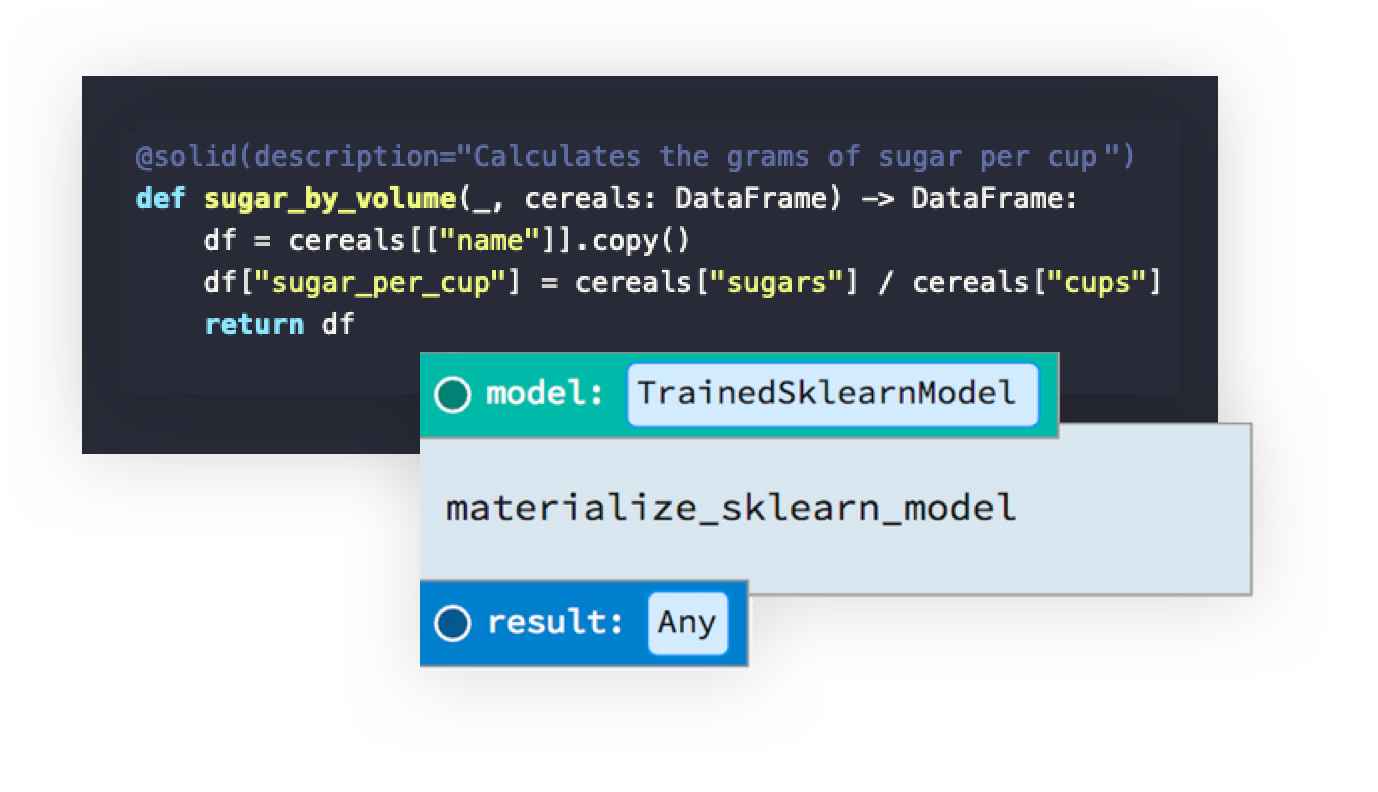 @solid(description="Calculates the grams of sugar per cup")
def sugar_by_volume(_, cereals: DataFrame) -> DataFrame:
    df = cereals[["name"]].copy()
    df["sugar_per_cup"] = cereals["sugars"] / cereals["cups"]
    return df
model: TrainedSklearnModel
materialize_sklearn_model
result: Any